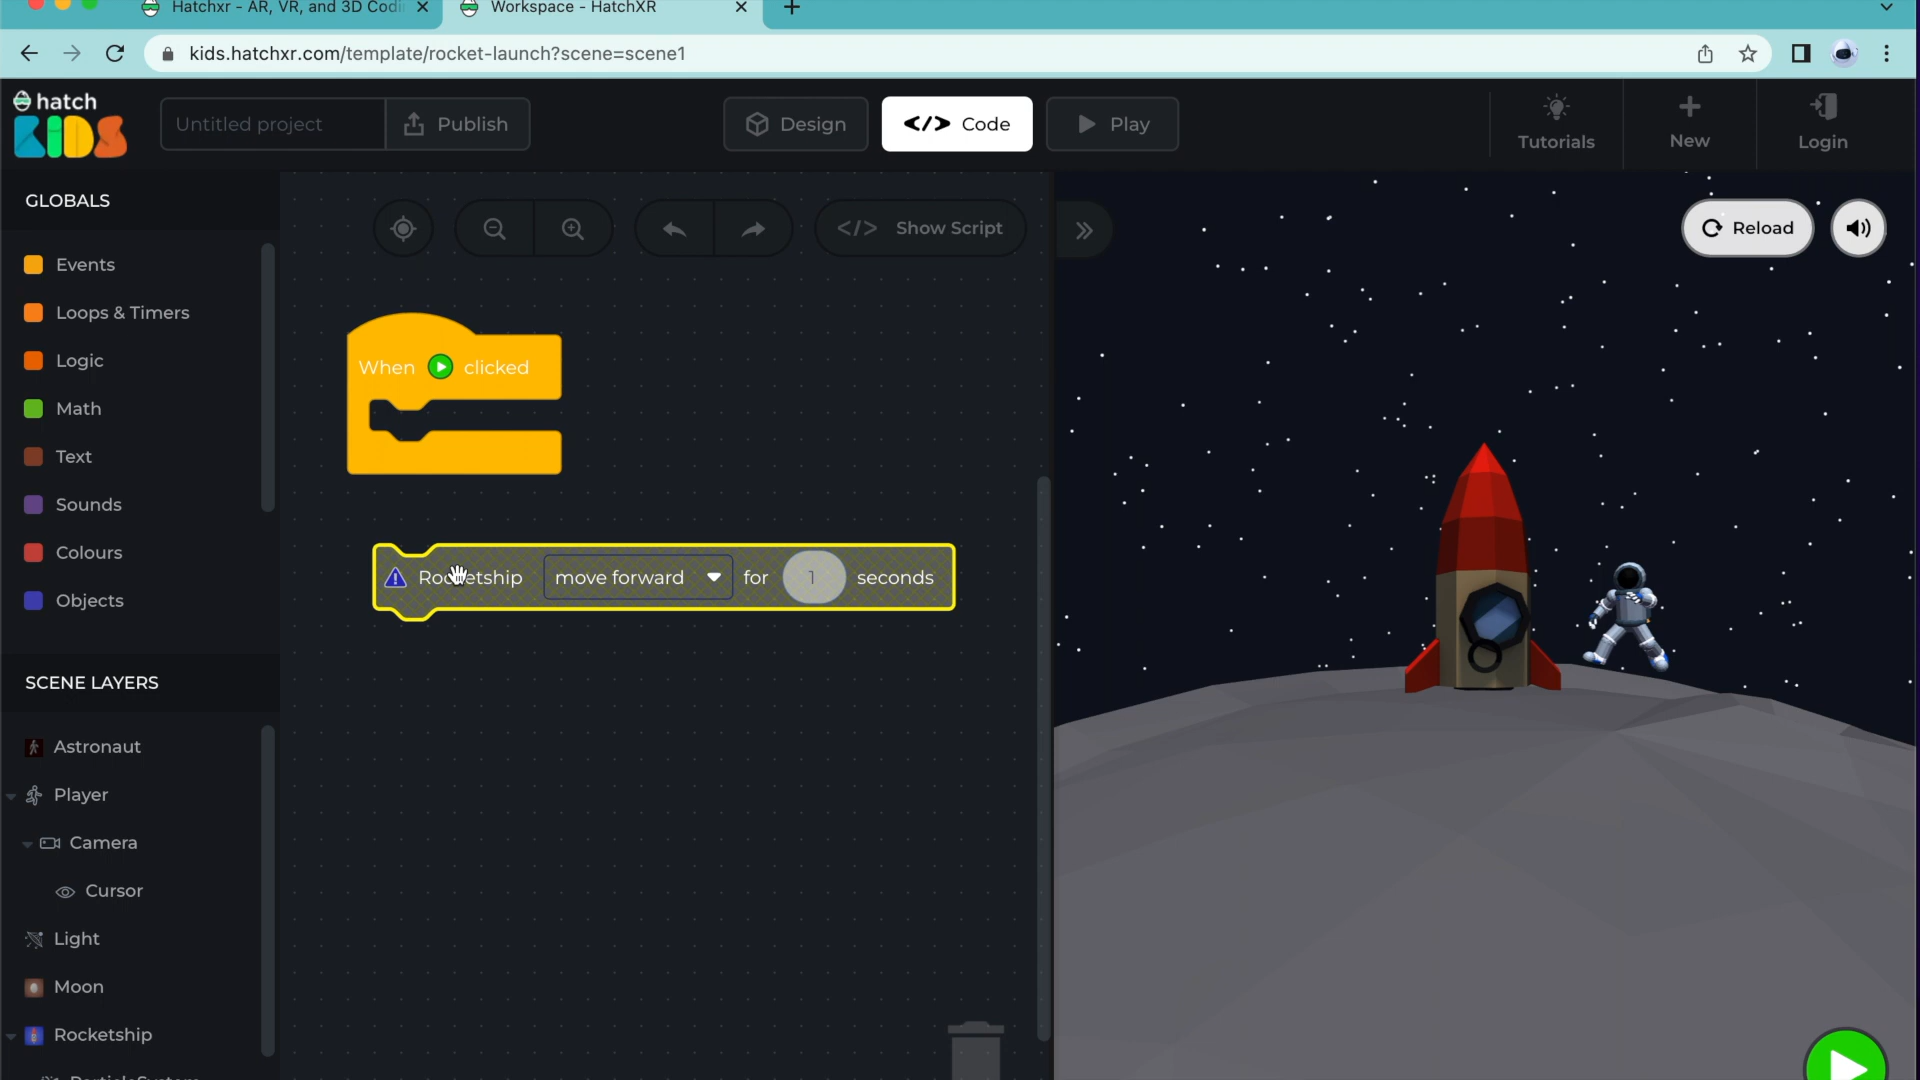 Hatchxr - AR, VR, and 3D Codi
Workspace - HatchXR
kids.hatchxr.com/template/rocket-launch?scene=scene1
hatch
KIDS
Untitled project
Publish
Design
</> Code
Play
Tutorials
New
Login
GLOBALS
Events
Loops & Timers
Logic
Math
Text
Sounds
Colours
Objects
</> Show Script
Reload
When clicked
Rocketship move forward for 1 seconds
SCENE LAYERS
Astronaut
Player
Camera
Cursor
Light
Moon
Rocketship
ParticleSystem